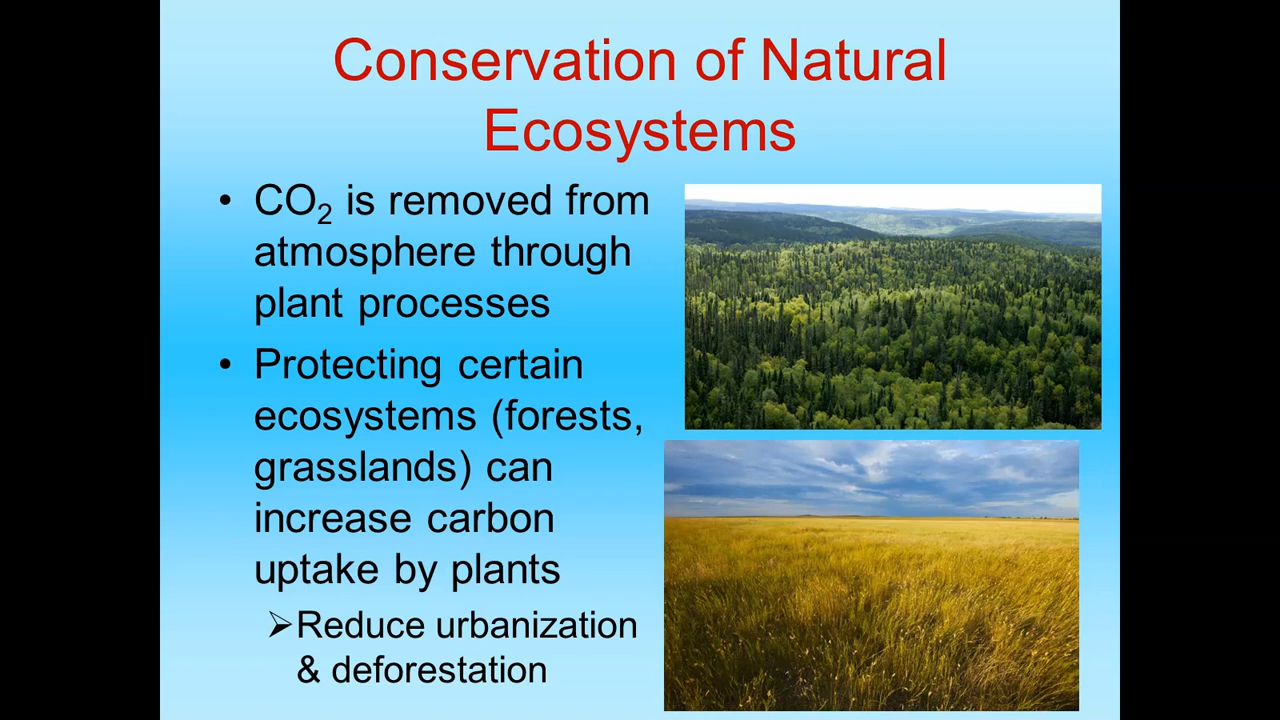 Conservation of Natural
Ecosystems
• CO₂ is removed from
atmosphere through
plant processes
• Protecting certain
ecosystems (forests,
grasslands) can
increase carbon
uptake by plants
➢Reduce urbanization
& deforestation